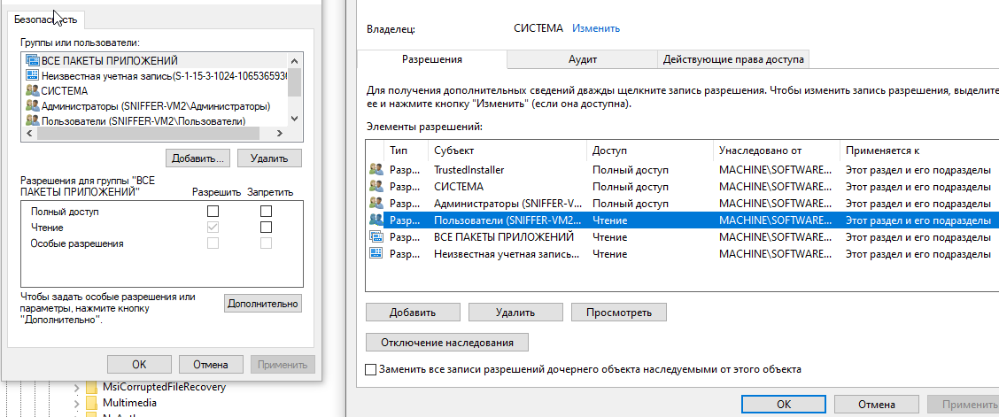 Безопасность
Группы или пользователи:
ВСЕ ПАКЕТЫ ПРИЛОЖЕНИЙ
Неизвестная учетная запись(S-1-15-3-1024-1065365936
СИСТЕМА
Администраторы (SNIFFER-VM2\Администраторы)
Пользователи (SNIFFER-VM2\Пользователи)
Добавить... Удалить
Разрешения для группы "ВСЕ
ПАКЕТЫ ПРИЛОЖЕНИЙ" Разрешить Запретить
Полный доступ
Чтение
Особые разрешения
Чтобы задать особые разрешения или
параметры, нажмите кнопку
"Дополнительно".
Дополнительно
OK Отмена Применить
MsiCorruptedFileRecovery
Multimedia
Владелец: СИСТЕМА Изменить
Разрешения Аудит Действующие права доступа
Для получения дополнительных сведений дважды щелкните запись разрешения. Чтобы изменить запись разрешения, выделите
ее и нажмите кнопку "Изменить" (если она доступна).
Элементы разрешений:
Тип Субъект Доступ Унаследовано от Применяется к
Разр... TrustedInstaller Полный доступ MACHINE\SOFTWARE... Этот раздел и его подразделы
Разр... СИСТЕМА Полный доступ MACHINE\SOFTWARE... Этот раздел и его подразделы
Разр... Администраторы (SNIFFER-V... Полный доступ MACHINE\SOFTWARE... Этот раздел и его подразделы
Разр... Пользователи (SNIFFER-VM2... Чтение MACHINE\SOFTWARE... Этот раздел и его подразделы
Разр... ВСЕ ПАКЕТЫ ПРИЛОЖЕНИЙ Чтение MACHINE\SOFTWARE... Этот раздел и его подразделы
Разр... Неизвестная учетная запись... Чтение MACHINE\SOFTWARE... Этот раздел и его подразделы
Добавить Удалить Просмотреть
Отключение наследования
Заменить все записи разрешений дочернего объекта наследуемыми от этого объекта
OK Отмена Применить